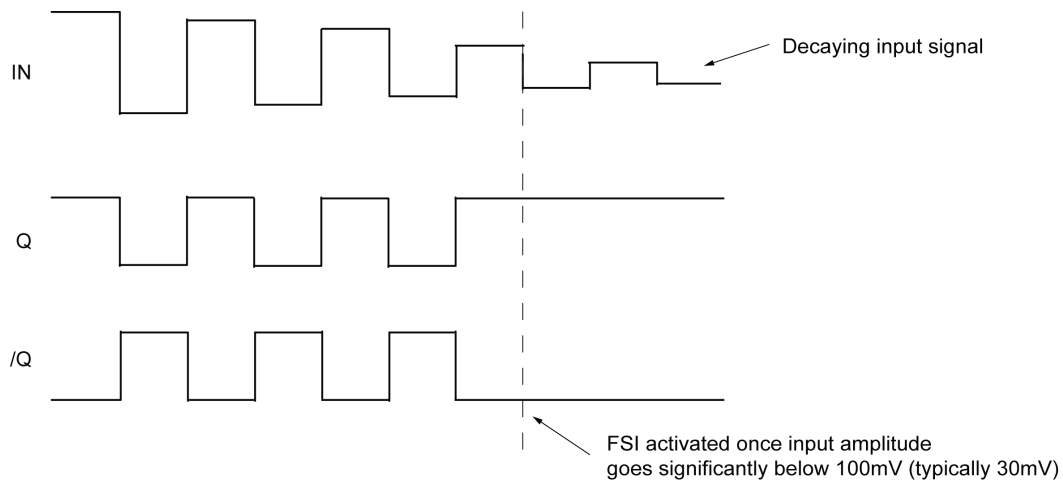 Decaying input signal
IN
Q
/Q
FSI activated once input amplitude
goes significantly below 100mV (typically 30mV)